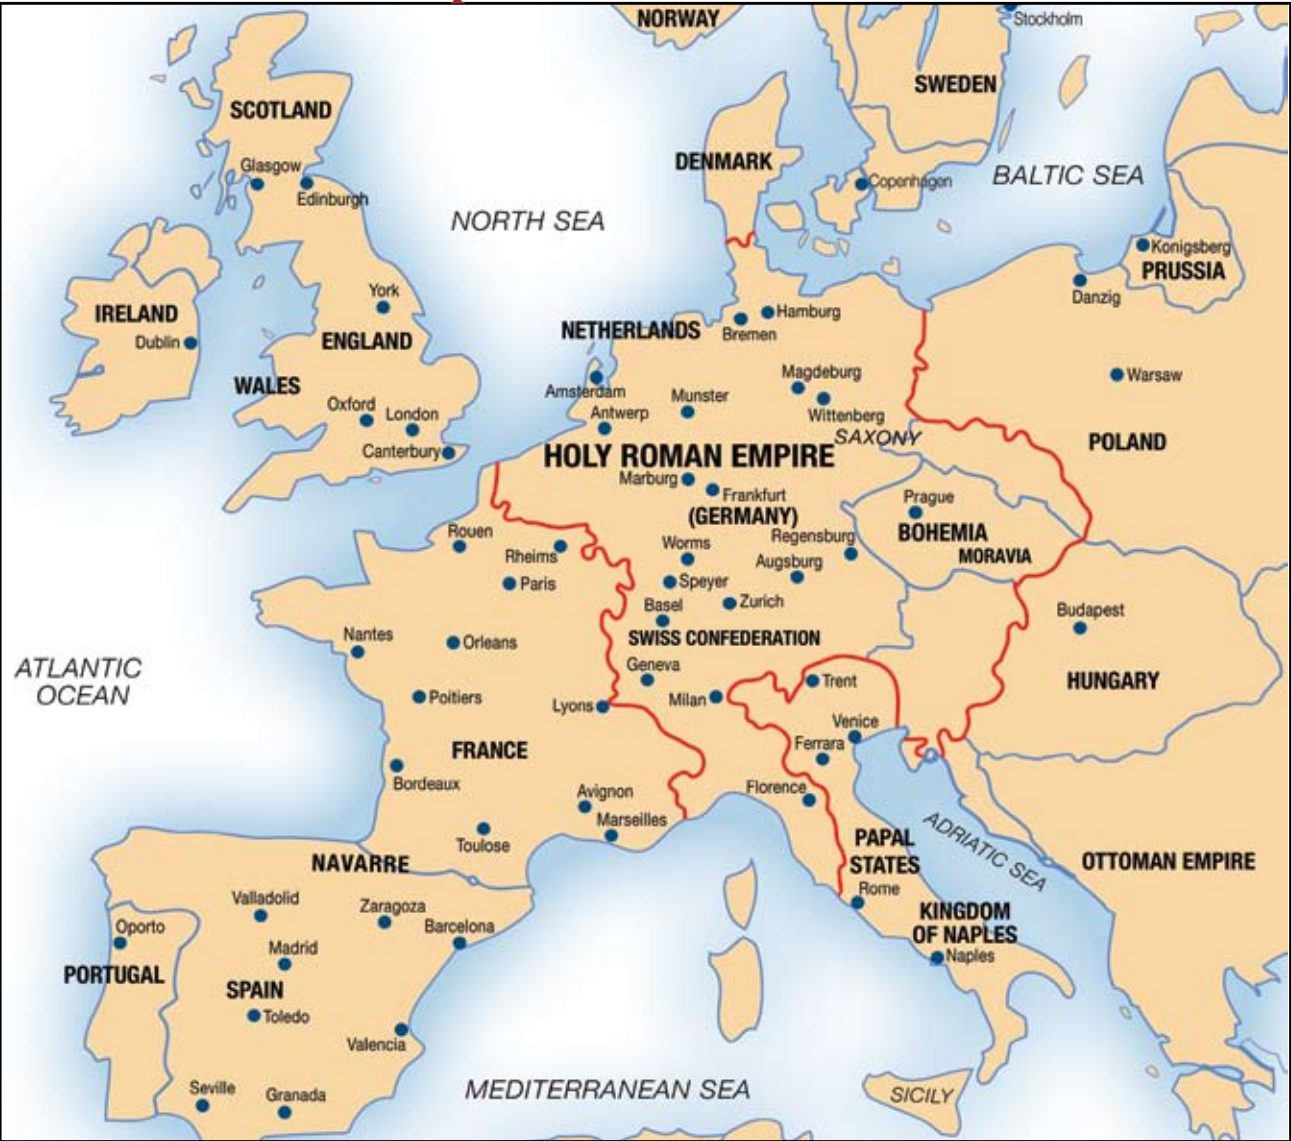 NORWAY
Stockholm
SWEDEN
SCOTLAND
Glasgow
Edinburgh
DENMARK
Copenhagen
BALTIC SEA
NORTH SEA
Konigsberg
PRUSSIA
Danzig
IRELAND
Dublin
York
ENGLAND
WALES
Oxford
London
Canterbury
NETHERLANDS
Hamburg
Bremen
Amsterdam
Antwerp
Munster
Magdeburg
Wittenberg
SAXONY
Warsaw
POLAND
HOLY ROMAN EMPIRE
Marburg
Frankfurt
(GERMANY)
Prague
BOHEMIA
MORAVIA
Regensburg
Worms
Augsburg
Speyer
Zurich
Basel
SWISS CONFEDERATION
Geneva
Rouen
Rheims
Paris
Nantes
Orleans
Poitiers
Lyons
FRANCE
Bordeaux
Avignon
Marseilles
Toulose
ATLANTIC
OCEAN
Budapest
HUNGARY
Milan
Trent
Venice
Ferrara
Florence
PAPAL
STATES
Rome
ADRIATIC SEA
OTTOMAN EMPIRE
KINGDOM
OF NAPLES
Naples
NAVARRE
Valladolid
Zaragoza
Barcelona
Oporto
PORTUGAL
Madrid
SPAIN
Toledo
Valencia
Seville
Granada
MEDITERRANEAN SEA
SICILY